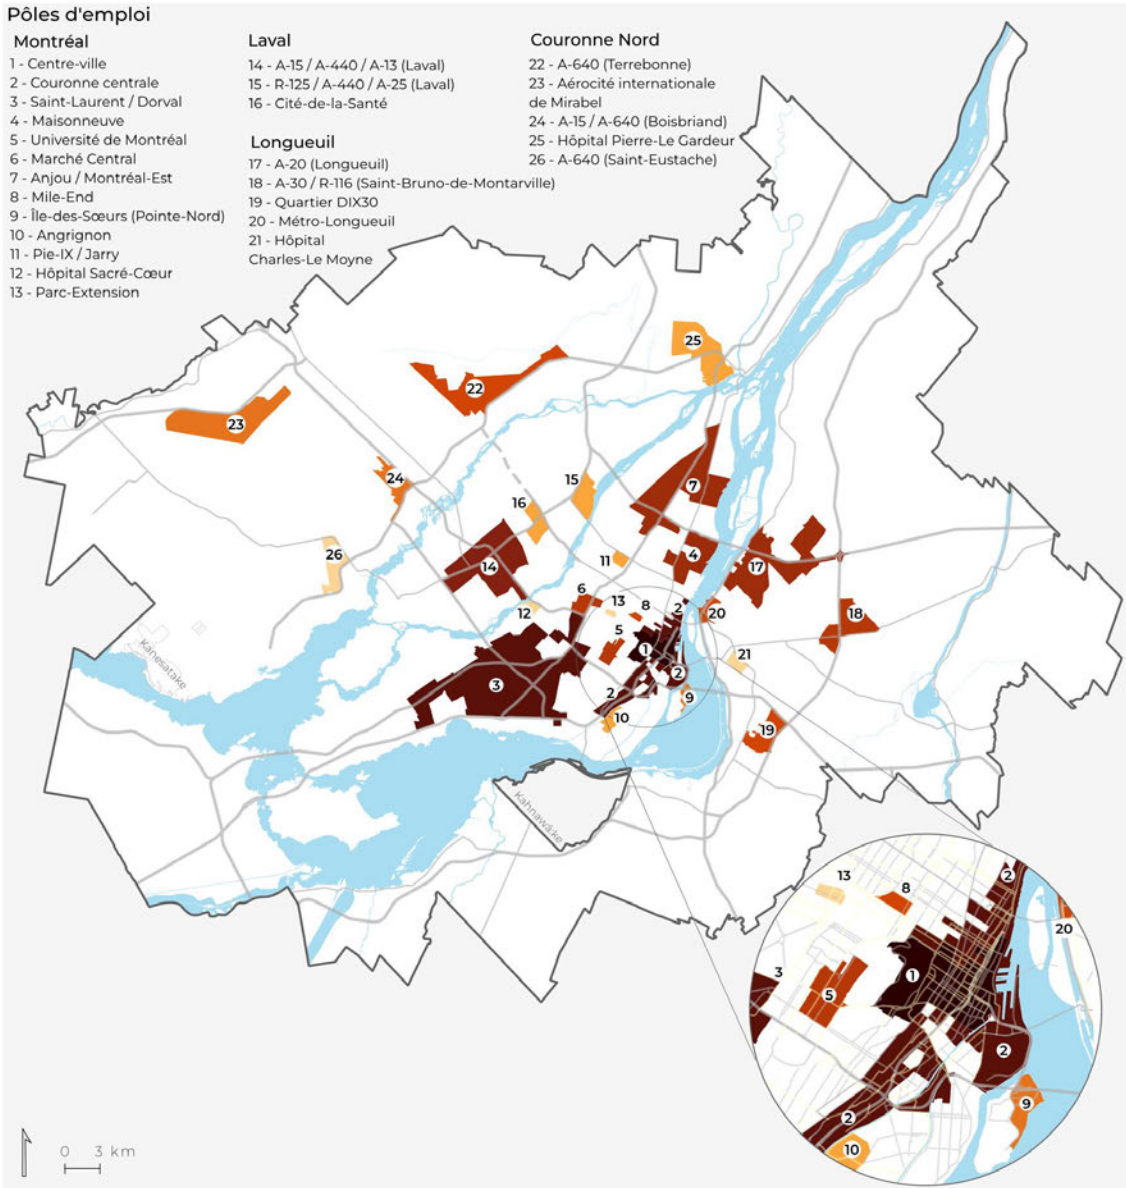 Pôles d'emploi
Montréal
1 - Centre-ville
2 - Couronne centrale
3 - Saint-Laurent / Dorval
4 - Maisonneuve
5 - Université de Montréal
6 - Marché Central
7 - Anjou / Montréal-Est
8 - Mile-End
9 - Île-des-Sœurs (Pointe-Nord)
10 - Angrignon
11 - Pie-IX / Jarry
12 - Hôpital Sacré-Cœur
13 - Parc-Extension
Laval
14 - A-15 / A-440 / A-13 (Laval)
15 - R-125 / A-440 / A-25 (Laval)
16 - Cité-de-la-Santé
Longueuil
17 - A-20 (Longueuil)
18 - A-30 / R-116 (Saint-Bruno-de-Montarville)
19 - Quartier DIX30
20 - Métro-Longueuil
21 - Hôpital
Charles-Le Moyne
Couronne Nord
22 - A-640 (Terrebonne)
23 - Aérocité internationale
de Mirabel
24 - A-15 / A-640 (Boisbriand)
25 - Hôpital Pierre-Le Gardeur
26 - A-640 (Saint-Eustache)
25
22
23
24
15
7
16
26
11
4
14
17
12
6
13
8
2
20
18
5
1
21
3
2
2
9
10
19
Kanesatake
Kahnawake
13
8
2
20
3
1
5
2
9
2
10
0 3 km